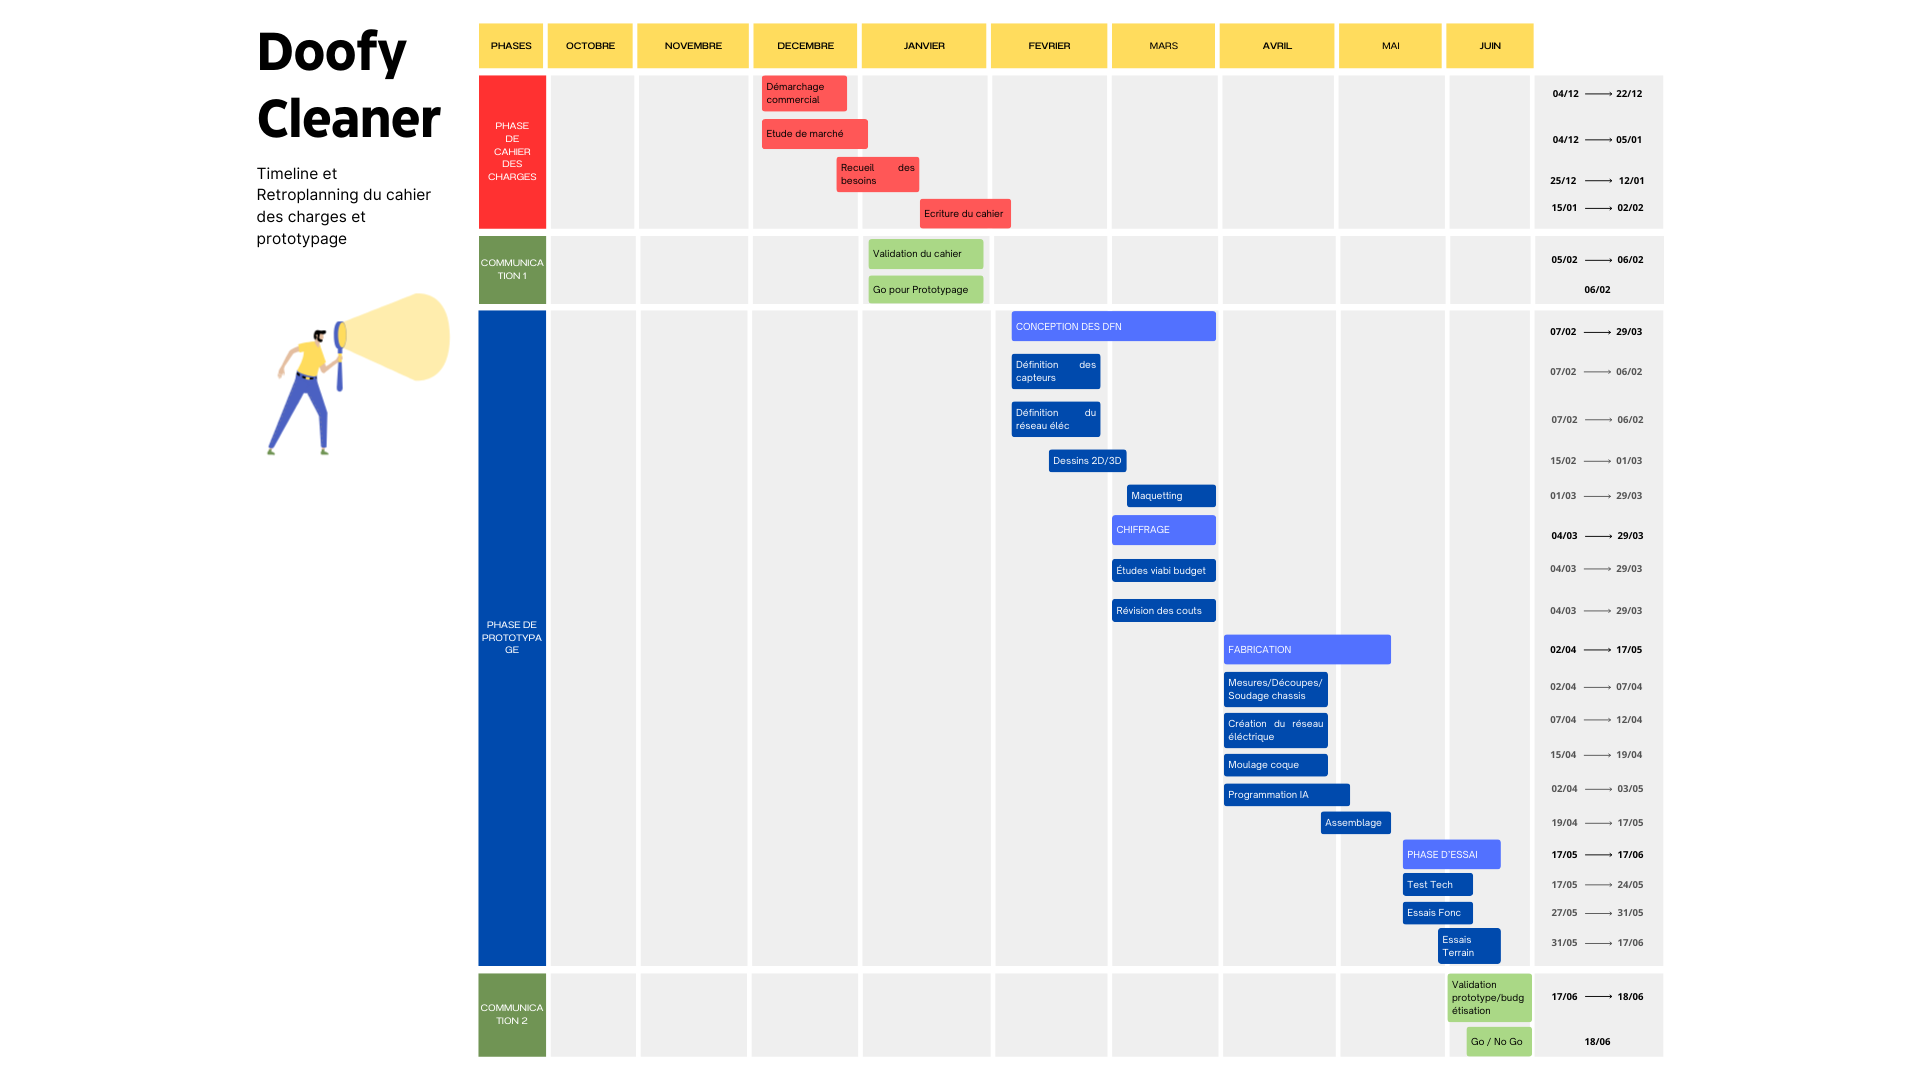 Doofy
Cleaner
Timeline et
Retroplanning du cahier
des charges et
prototypage
PHASES OCTOBRE NOVEMBRE DECEMBRE JANVIER FEVRIER MARS AVRIL MAI JUIN
PHASE
DE
CAHIER
DES
CHARGES
Démarchage
commercial
04/12 22/12
Etude de marché
04/12 05/01
Recueil des
besoins
25/12 12/01
Ecriture du cahier
15/01 02/02
COMMUNICA
TION 1
Validation du cahier
05/02 06/02
Go pour Prototypage
06/02
PHASE DE
PROTOTYPA
GE
CONCEPTION DES DFN
07/02 29/03
Définition des
capteurs
07/02 06/02
Définition du
réseau éléc
07/02 06/02
Dessins 2D/3D
15/02 01/03
Maquetting
01/03 29/03
CHIFFRAGE
04/03 29/03
Études viabi budget
04/03 29/03
Révision des couts
04/03 29/03
FABRICATION
02/04 17/05
Mesures/Découpes/
Soudage chassis
02/04 07/04
Création du réseau
éléctrique
07/04 12/04
Moulage coque
15/04 19/04
Programmation IA
02/04 03/05
Assemblage
19/04 17/05
PHASE D'ESSAI
17/05 17/06
Test Tech
17/05 24/05
Essais Fonc
27/05 31/05
Essais
Terrain
31/05 17/06
COMMUNICA
TION 2
Validation
prototype/budg
étisation
17/06 18/06
Go / No Go
18/06